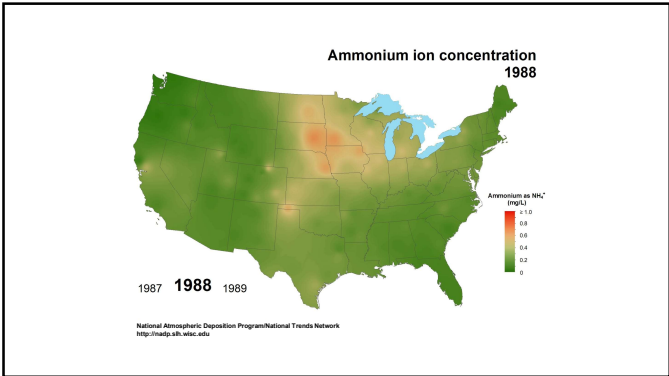 Ammonium ion concentration
1988
Ammonium as NH₄⁺
(mg/L)
≥ 1.0
0.8
0.6
0.4
0.2
0
1987 1988 1989
National Atmospheric Deposition Program/National Trends Network
http://nadp.slh.wisc.edu